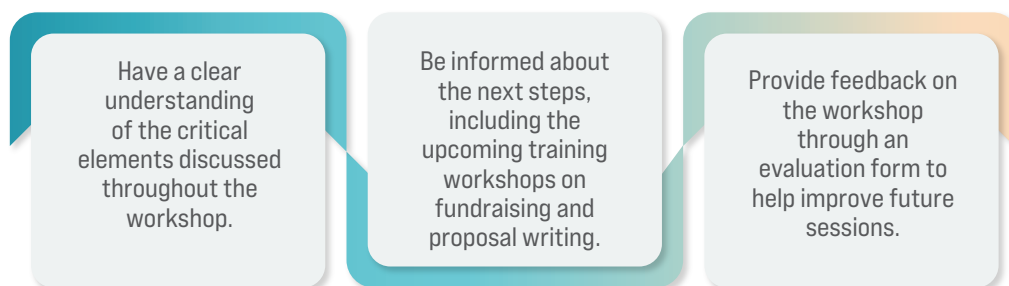 Have a clear
understanding
of the critical
elements discussed
throughout the
workshop.
Be informed about
the next steps,
including the
upcoming training
workshops on
fundraising and
proposal writing.
Provide feedback on
the workshop
through an
evaluation form to
help improve future
sessions.